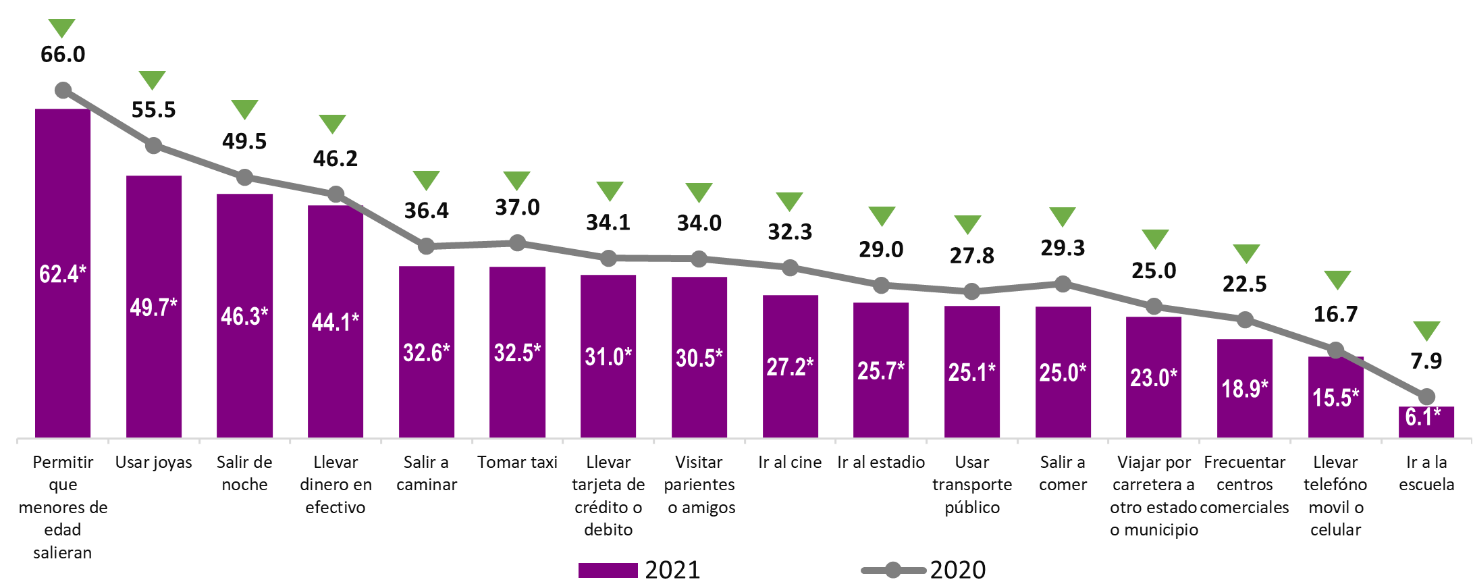 66.0
55.5
49.5
46.2
36.4
37.0
34.1
34.0
32.3
29.0
27.8
29.3
25.0
22.5
16.7
7.9
62.4*
49.7*
46.3*
44.1*
32.6*
32.5*
31.0*
30.5*
27.2*
25.7*
25.1*
25.0*
23.0*
18.9*
15.5*
6.1*
Permitir
que
menores de
edad
salieran
Usar joyas
Salir de
noche
Llevar
dinero en
efectivo
Salir a
caminar
Tomar taxi
Llevar
tarjeta de
crédito o
debito
Visitar
parientes
o amigos
Ir al cine
Ir al estadio
Usar
transporte
público
Salir a
comer
Viajar por
carretera a
otro estado
o municipio
Frecuentar
centros
comerciales
Llevar
telefóno
movil o
celular
Ir a la
escuela
2021
2020